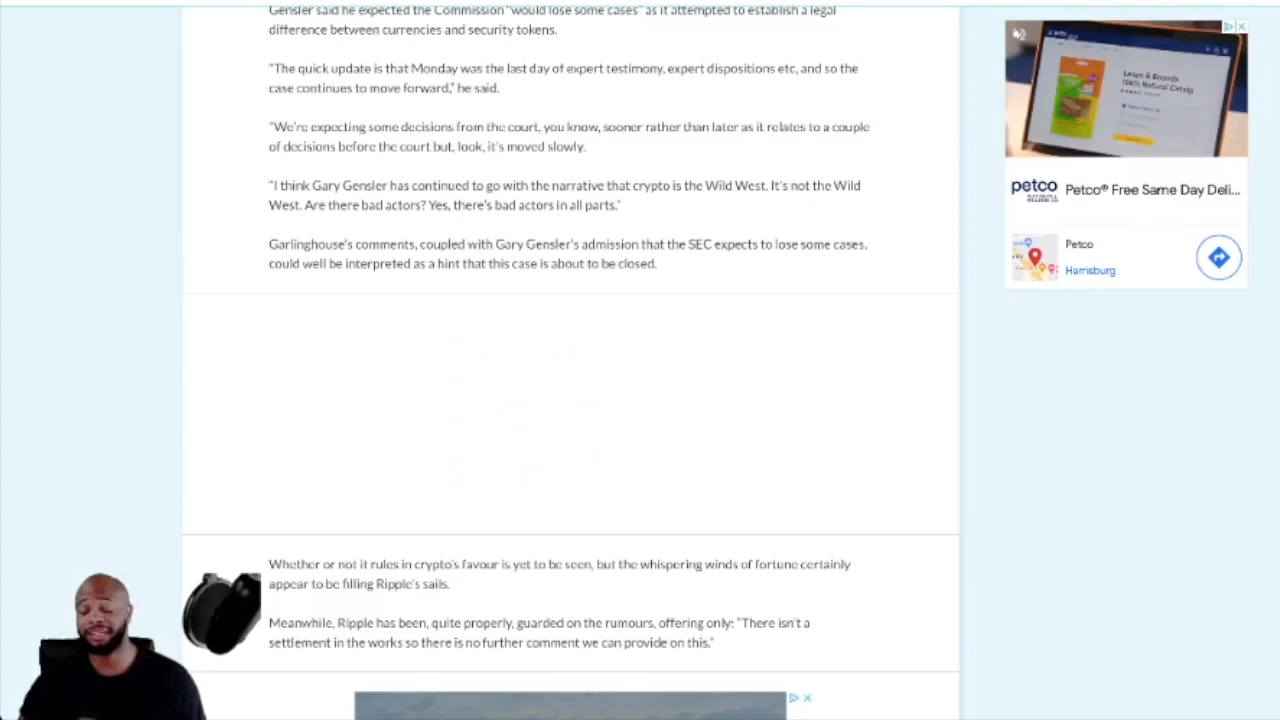 Gensler said he expected the Commission "would lose some cases" as it attempted to establish a legal
difference between currencies and security tokens.
"The quick update is that Monday was the last day of expert testimony, expert dispositions etc, and so the
case continues to move forward," he said.
"We're expecting some decisions from the court, you know, sooner rather than later as it relates to a couple
of decisions before the court but, look, it's moved slowly.
"I think Gary Gensler has continued to go with the narrative that crypto is the Wild West. It's not the Wild
West. Are there bad actors? Yes, there's bad actors in all parts."
Garlinghouse's comments, coupled with Gary Gensler's admission that the SEC expects to lose some cases,
could well be interpreted as a hint that this case is about to be closed.
Whether or not it rules in crypto's favour is yet to be seen, but the whispering winds of fortune certainly
appear to be filling Ripple's sails.
Meanwhile, Ripple has been, quite properly, guarded on the rumours, offering only: "There isn't a
settlement in the works so there is no further comment we can provide on this."
Leaps & Bounds
100% Natural Catnip
petco
Petco® Free Same Day Deli...
Petco
Harrisburg